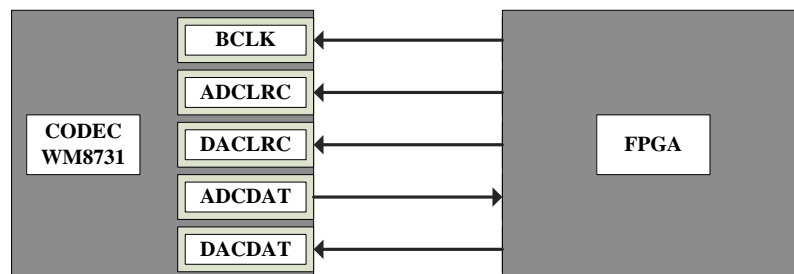 BCLK
ADCLRC
CODEC
WM8731
DACLRC
FPGA
ADCDAT
DACDAT